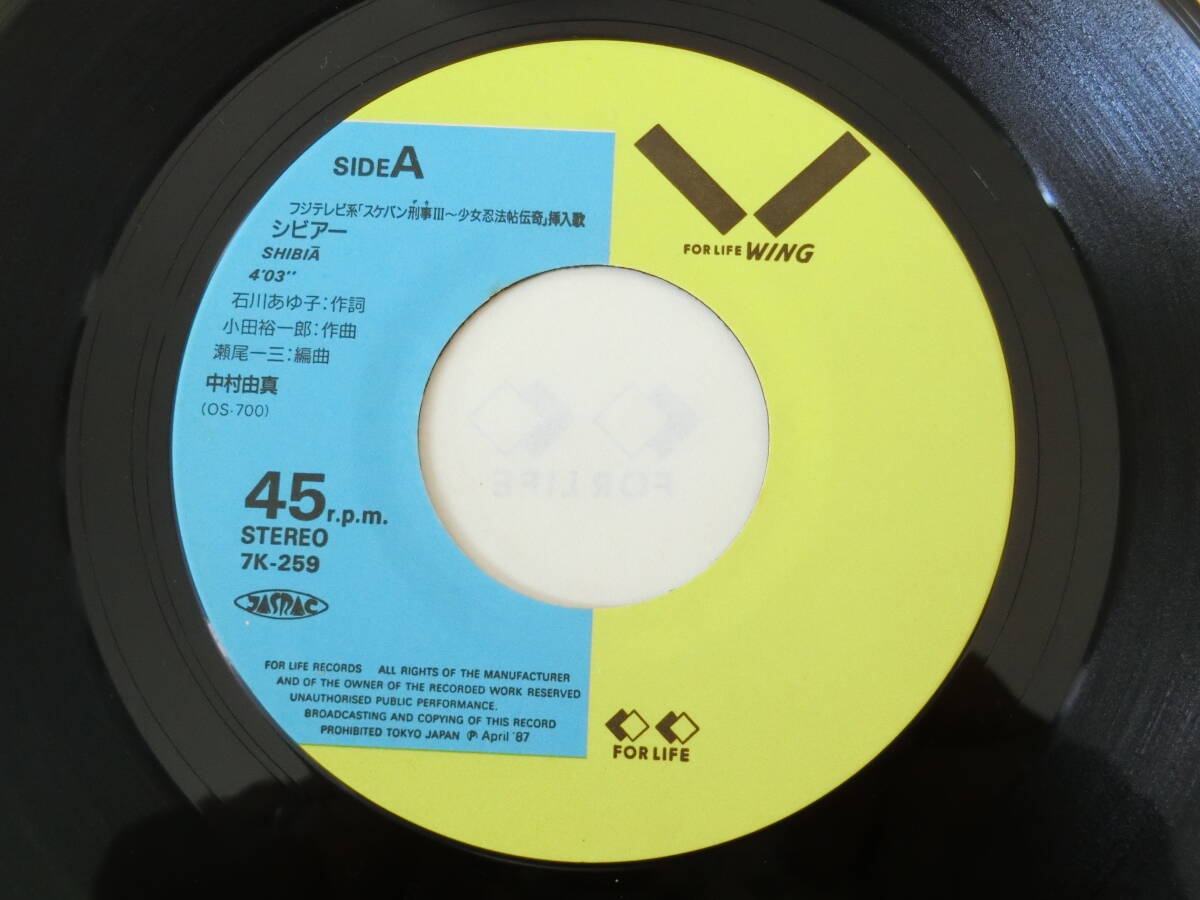 SIDE A
フジテレビ系「スケバン刑事III〜少女忍法帖伝奇」挿入歌
デカ
シビアー
SHIBIĀ
4'03''
石川あゆ子:作詞
小田裕一郎:作曲
瀬尾一三:編曲
中村由真
(OS-700)
45 r.p.m.
STEREO
7K-259
JASRAC
FOR LIFE RECORDS ALL RIGHTS OF THE MANUFACTURER
AND OF THE OWNER OF THE RECORDED WORK RESERVED
UNAUTHORISED PUBLIC PERFORMANCE.
BROADCASTING AND COPYING OF THIS RECORD
PROHIBITED TOKYO JAPAN Ⓟ April '87
FOR LIFE WING
FOR LIFE
FOR LIFE